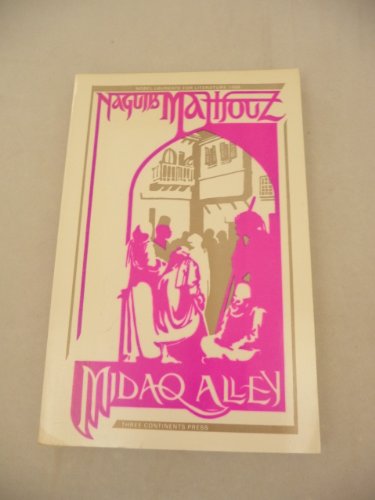 NOBEL LAUREATE FOR LITERATURE 1988
NAGUIB MAHFOUZ
MIDAQ ALLEY
THREE CONTINENTS PRESS